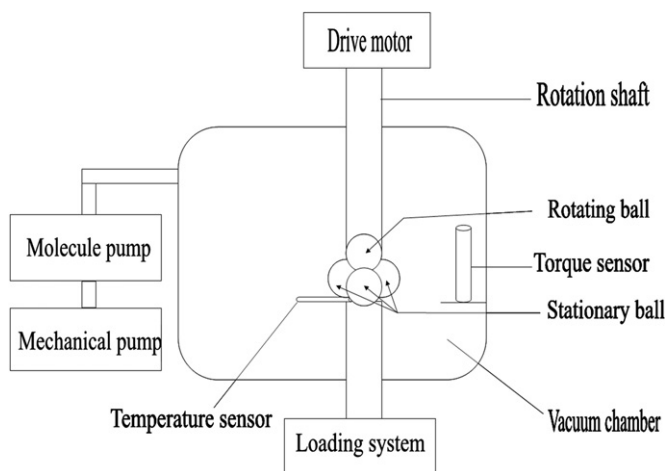 Drive motor
Rotation shaft
Rotating ball
Molecule pump
Torque sensor
Stationary ball
Mechanical pump
Temperature sensor
Vacuum chamber
Loading system